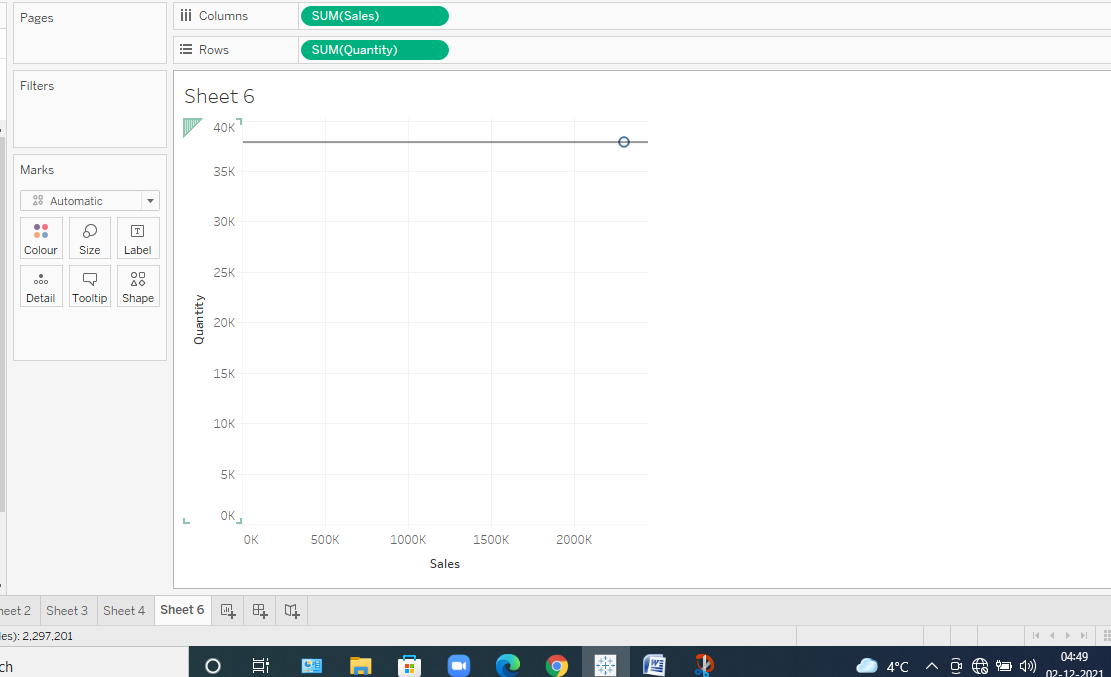 Pages
Columns SUM(Sales)
Rows SUM(Quantity)
Filters
Marks
Automatic
Colour Size Label
Detail Tooltip Shape
Sheet 6
40K
35K
30K
25K
20K
15K
10K
5K
0K
Quantity
0K 500K 1000K 1500K 2000K
Sales
neet 2 Sheet 3 Sheet 4 Sheet 6
es): 2,297,201
ch
4°C
04:49
02-12-2021